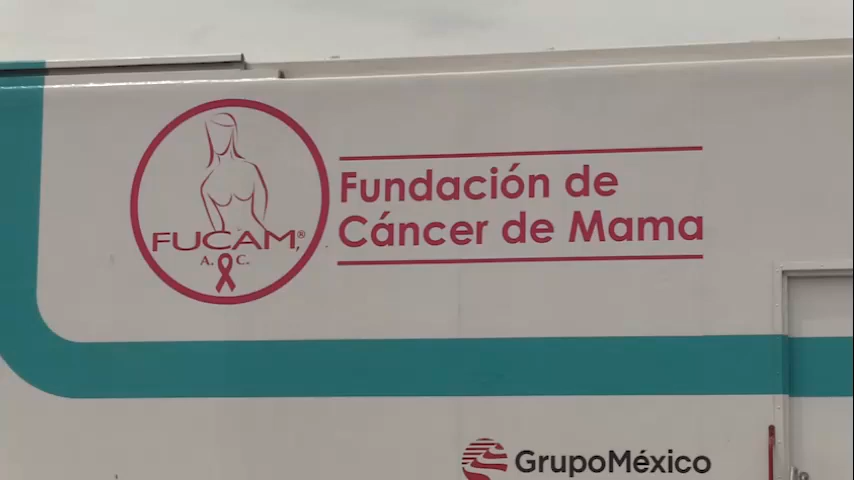 FUCAM,®
A. C.
Fundación de
Cáncer de Mama
GrupoMéxico